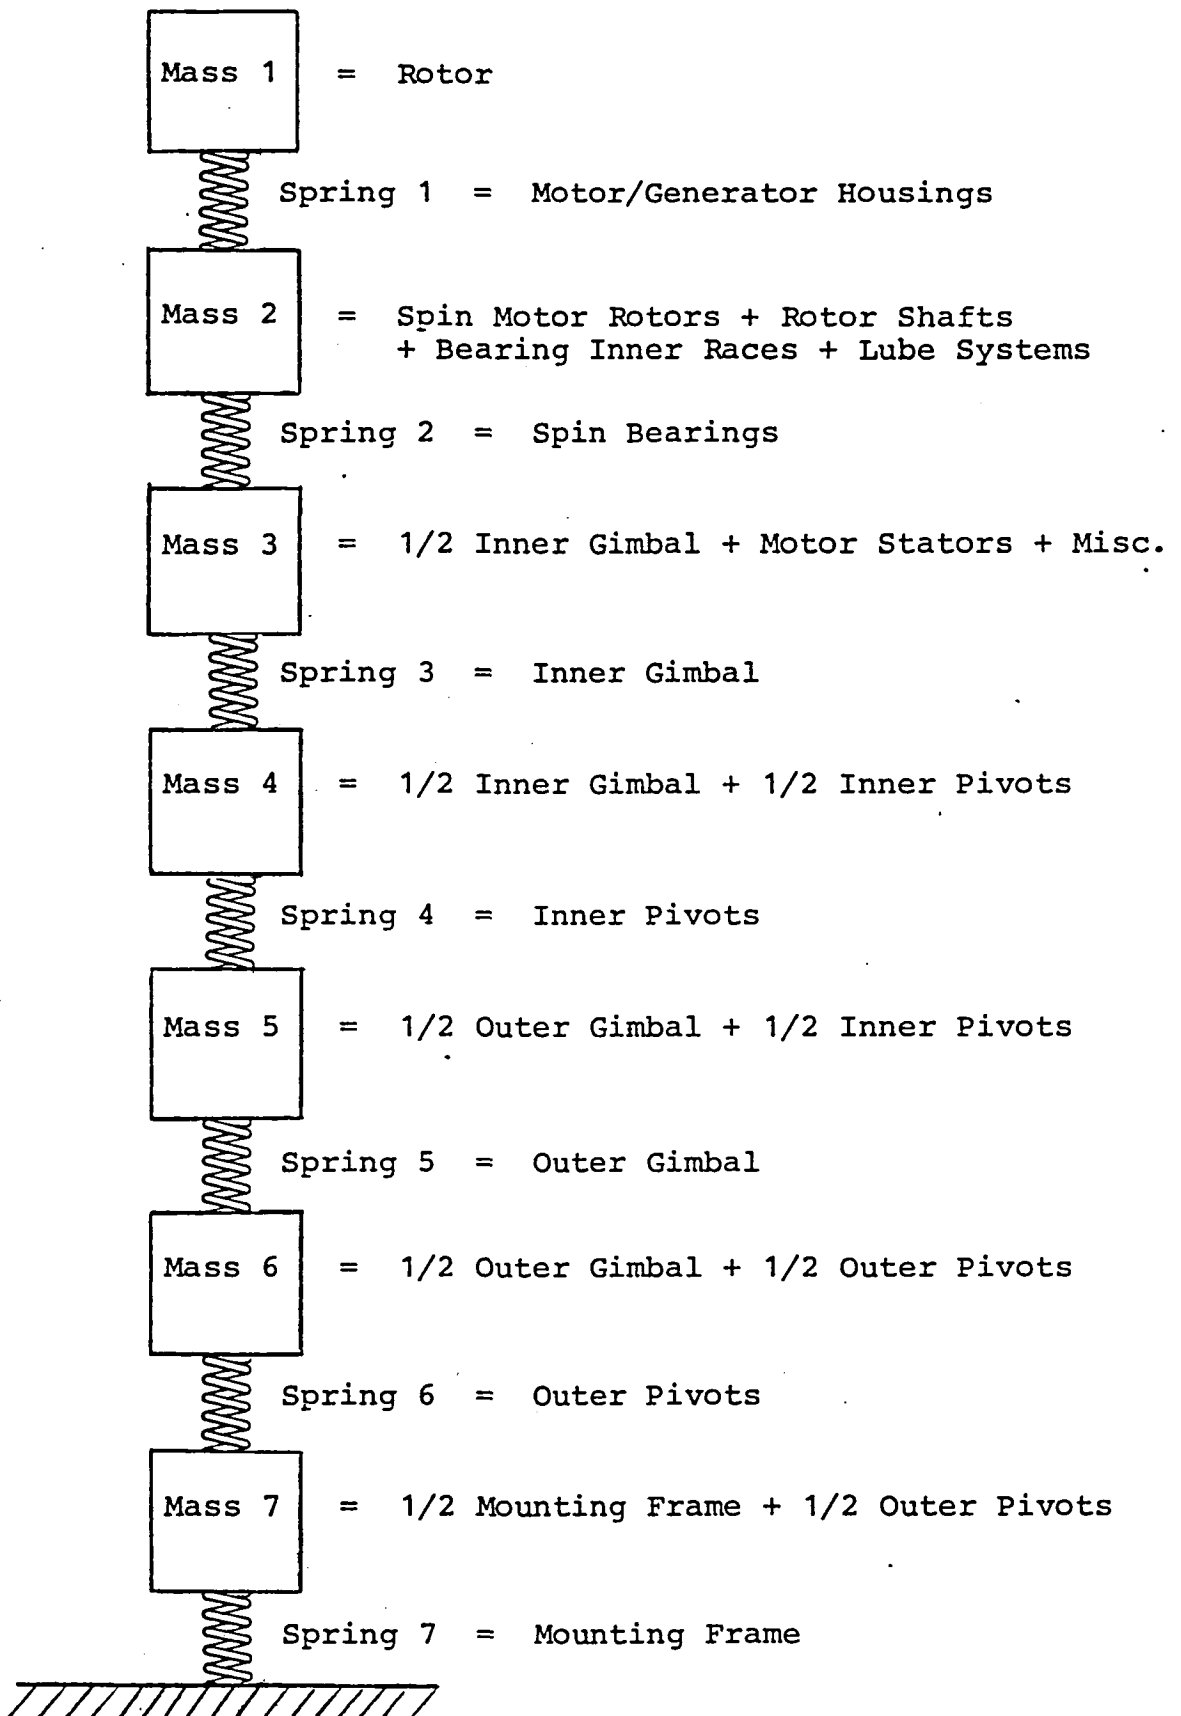 Mass 1 = Rotor
Spring 1 = Motor/Generator Housings
Mass 2 = Spin Motor Rotors + Rotor Shafts
+ Bearing Inner Races + Lube Systems
Spring 2 = Spin Bearings
Mass 3 = 1/2 Inner Gimbal + Motor Stators + Misc.
Spring 3 = Inner Gimbal
Mass 4 = 1/2 Inner Gimbal + 1/2 Inner Pivots
Spring 4 = Inner Pivots
Mass 5 = 1/2 Outer Gimbal + 1/2 Inner Pivots
Spring 5 = Outer Gimbal
Mass 6 = 1/2 Outer Gimbal + 1/2 Outer Pivots
Spring 6 = Outer Pivots
Mass 7 = 1/2 Mounting Frame + 1/2 Outer Pivots
Spring 7 = Mounting Frame